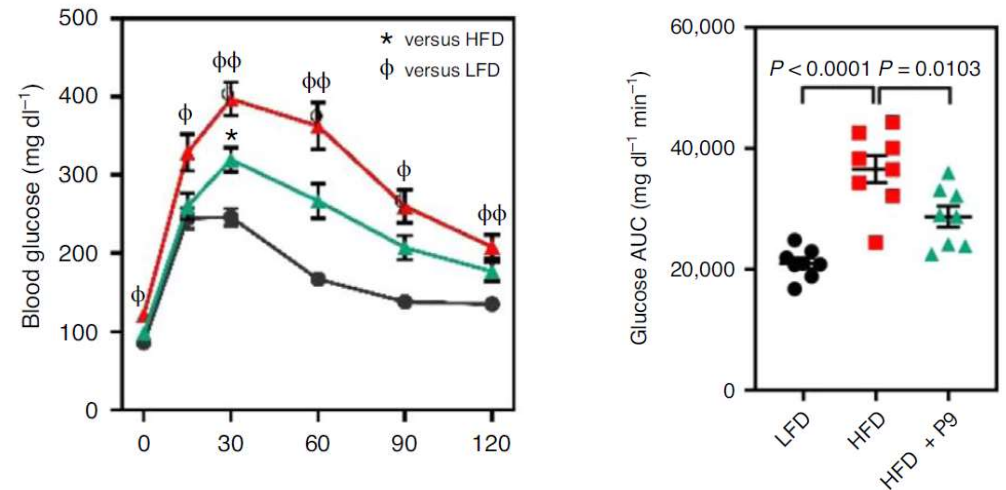 500
400
300
200
100
0
Blood glucose (mg dl⁻¹)
* versus HFD
ϕ versus LFD
ϕ
ϕ
ϕϕ
ϕ
*
ϕϕ
ϕ
ϕ
ϕ
ϕϕ
0 30 60 90 120
60,000
40,000
20,000
0
Glucose AUC (mg dl⁻¹ min⁻¹)
P < 0.0001 P = 0.0103
LFD
HFD
HFD + P9